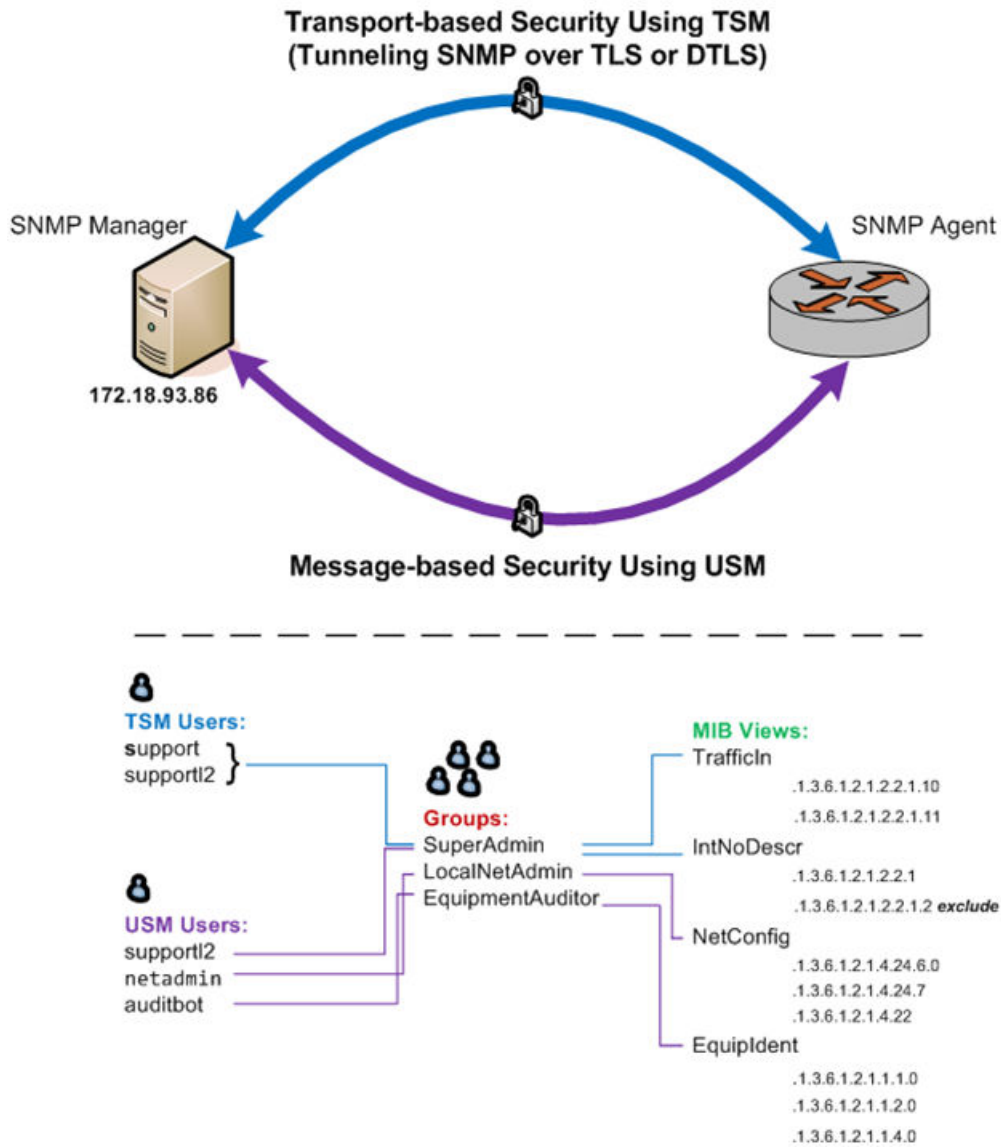 Transport-based Security Using TSM
(Tunneling SNMP over TLS or DTLS)
SNMP Manager
SNMP Agent
172.18.93.86
Message-based Security Using USM
TSM Users:
support
supportl2
}
USM Users:
supportl2
netadmin
auditbot
Groups:
SuperAdmin
LocalNetAdmin
EquipmentAuditor
MIB Views:
TrafficIn
.1.3.6.1.2.1.2.2.1.10
.1.3.6.1.2.1.2.2.1.11
IntNoDescr
.1.3.6.1.2.1.2.2.1
.1.3.6.1.2.1.2.2.1.2 exclude
NetConfig
.1.3.6.1.2.1.4.24.6.0
.1.3.6.1.2.1.4.24.7
.1.3.6.1.2.1.4.22
EquipIdent
.1.3.6.1.2.1.1.1.0
.1.3.6.1.2.1.1.2.0
.1.3.6.1.2.1.1.4.0